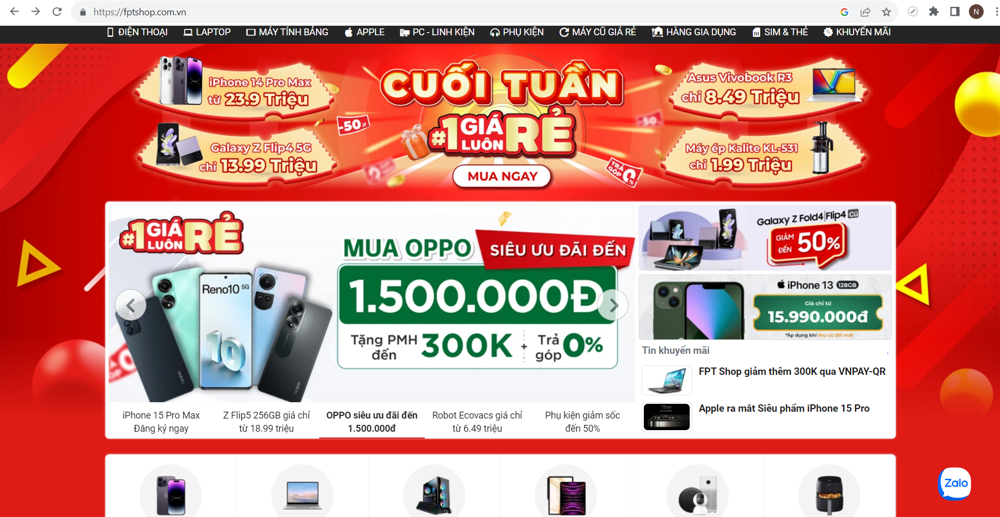 https://fptshop.com.vn
N
ĐIỆN THOẠI
LAPTOP
MÁY TÍNH BẢNG
APPLE
PC - LINH KIỆN
PHỤ KIỆN
MÁY CŨ GIÁ RẺ
HÀNG GIA DỤNG
SIM & THẺ
KHUYẾN MÃI
iPhone 14 Pro Max
từ 23.9 Triệu
Galaxy Z Flip4 5G
chỉ 13.99 Triệu
CUỐI TUẦN
#1 GIÁ LUÔN RẺ
-50%
-50
MUA NGAY
TRẢ GÓP 0%
Asus Vivobook R3
chỉ 8.49 Triệu
Máy ép Kalite KL-531
chỉ 1.99 Triệu
#1 GIÁ LUÔN RẺ
Reno10 5G
10
oppo
oppo
MUA OPPO
SIÊU ƯU ĐÃI ĐẾN
1.500.000Đ
Tặng PMH đến 300K + Trả góp 0%
iPhone 15 Pro Max
Đăng ký ngay
Z Flip5 256GB giá chỉ
từ 18.99 triệu
OPPO siêu ưu đãi đến
1.500.000đ
Robot Ecovacs giá chỉ
từ 6.49 triệu
Phụ kiện giảm sốc
đến 50%
Galaxy Z Fold4|Flip4 Cũ
GIẢM ĐẾN 50%
iPhone 13 128GB
Giá chỉ từ
15.990.000đ
*Áp dụng khi thu cũ đổi mới
Tin khuyến mãi
FPT Shop giảm thêm 300K qua VNPAY-QR
Titan
Apple ra mắt Siêu phẩm iPhone 15 Pro
Zalo